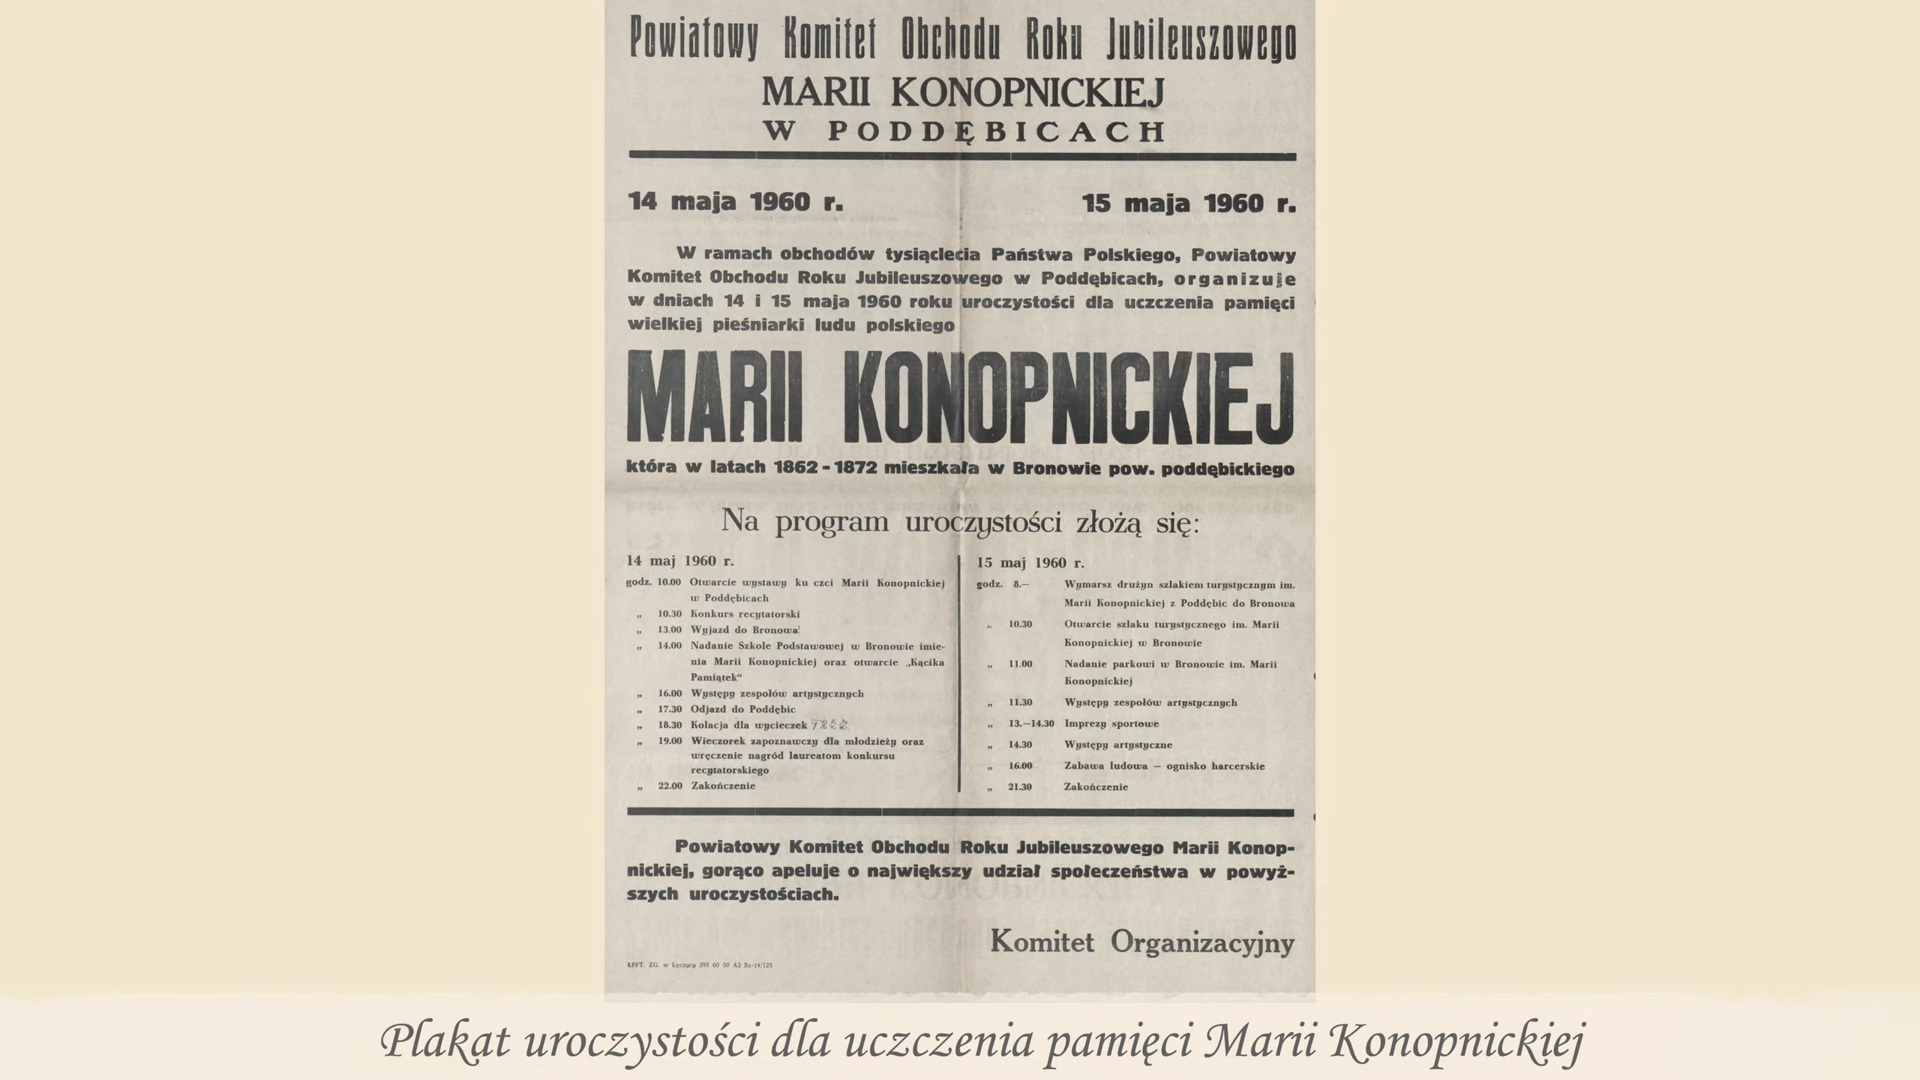 Powiatowy Komitet Obchodu Roku Jubileuszowego
MARII KONOPNICKIEJ
W PODDĘBICACH
14 maja 1960 r. 15 maja 1960 r.
W ramach obchodów tysiąclecia Państwa Polskiego, Powiatowy
Komitet Obchodu Roku Jubileuszowego w Poddębicach, organizuje
w dniach 14 i 15 maja 1960 roku uroczystości dla uczczenia pamięci
wielkiej pieśniarki ludu polskiego
MARII KONOPNICKIEJ
która w latach 1862-1872 mieszkała w Bronowie pow. poddębickiego
Na program uroczystości złożą się:
14 maj 1960 r.
godz. 10.00 Otwarcie wystawy ku czci Marii Konopnickiej
w Poddębicach
„ 10.30 Konkurs recytatorski
„ 13.00 Wyjazd do Bronowa
„ 14.00 Nadanie Szkole Podstawowej w Bronowie imie-
nia Marii Konopnickiej oraz otwarcie „Kącika
Pamiątek“
„ 16.00 Występy zespołów artystycznych
„ 17.30 Odjazd do Poddębic
„ 18.30 Kolacja dla wycieczek
„ 19.00 Wieczorek zapoznawczy dla młodzieży oraz
wręczenie nagród laureatom konkursu
recytatorskiego
„ 22.00 Zakończenie
15 maj 1960 r.
godz. 8.— Wymarsz drużyn szlakiem turystycznym im.
Marii Konopnickiej z Poddębic do Bronowa
„ 10.30 Otwarcie szlaku turystycznego im. Marii
Konopnickiej w Bronowie
„ 11.00 Nadanie parkowi w Bronowie im. Marii
Konopnickiej
„ 11.30 Występy zespołów artystycznych
„ 13.—14.30 Imprezy sportowe
„ 14.30 Występy artystyczne
„ 16.00 Zabawa ludowa — ognisko harcerskie
„ 21.30 Zakończenie
Powiatowy Komitet Obchodu Roku Jubileuszowego Marii Konop-
nickiej, gorąco apeluje o największy udział społeczeństwa w powyż-
szych uroczystościach.
Komitet Organizacyjny
ZG. w Łęczycy 397 60 50 A2 Rz-14/125
Plakat uroczystości dla uczczenia pamięci Marii Konopnickiej